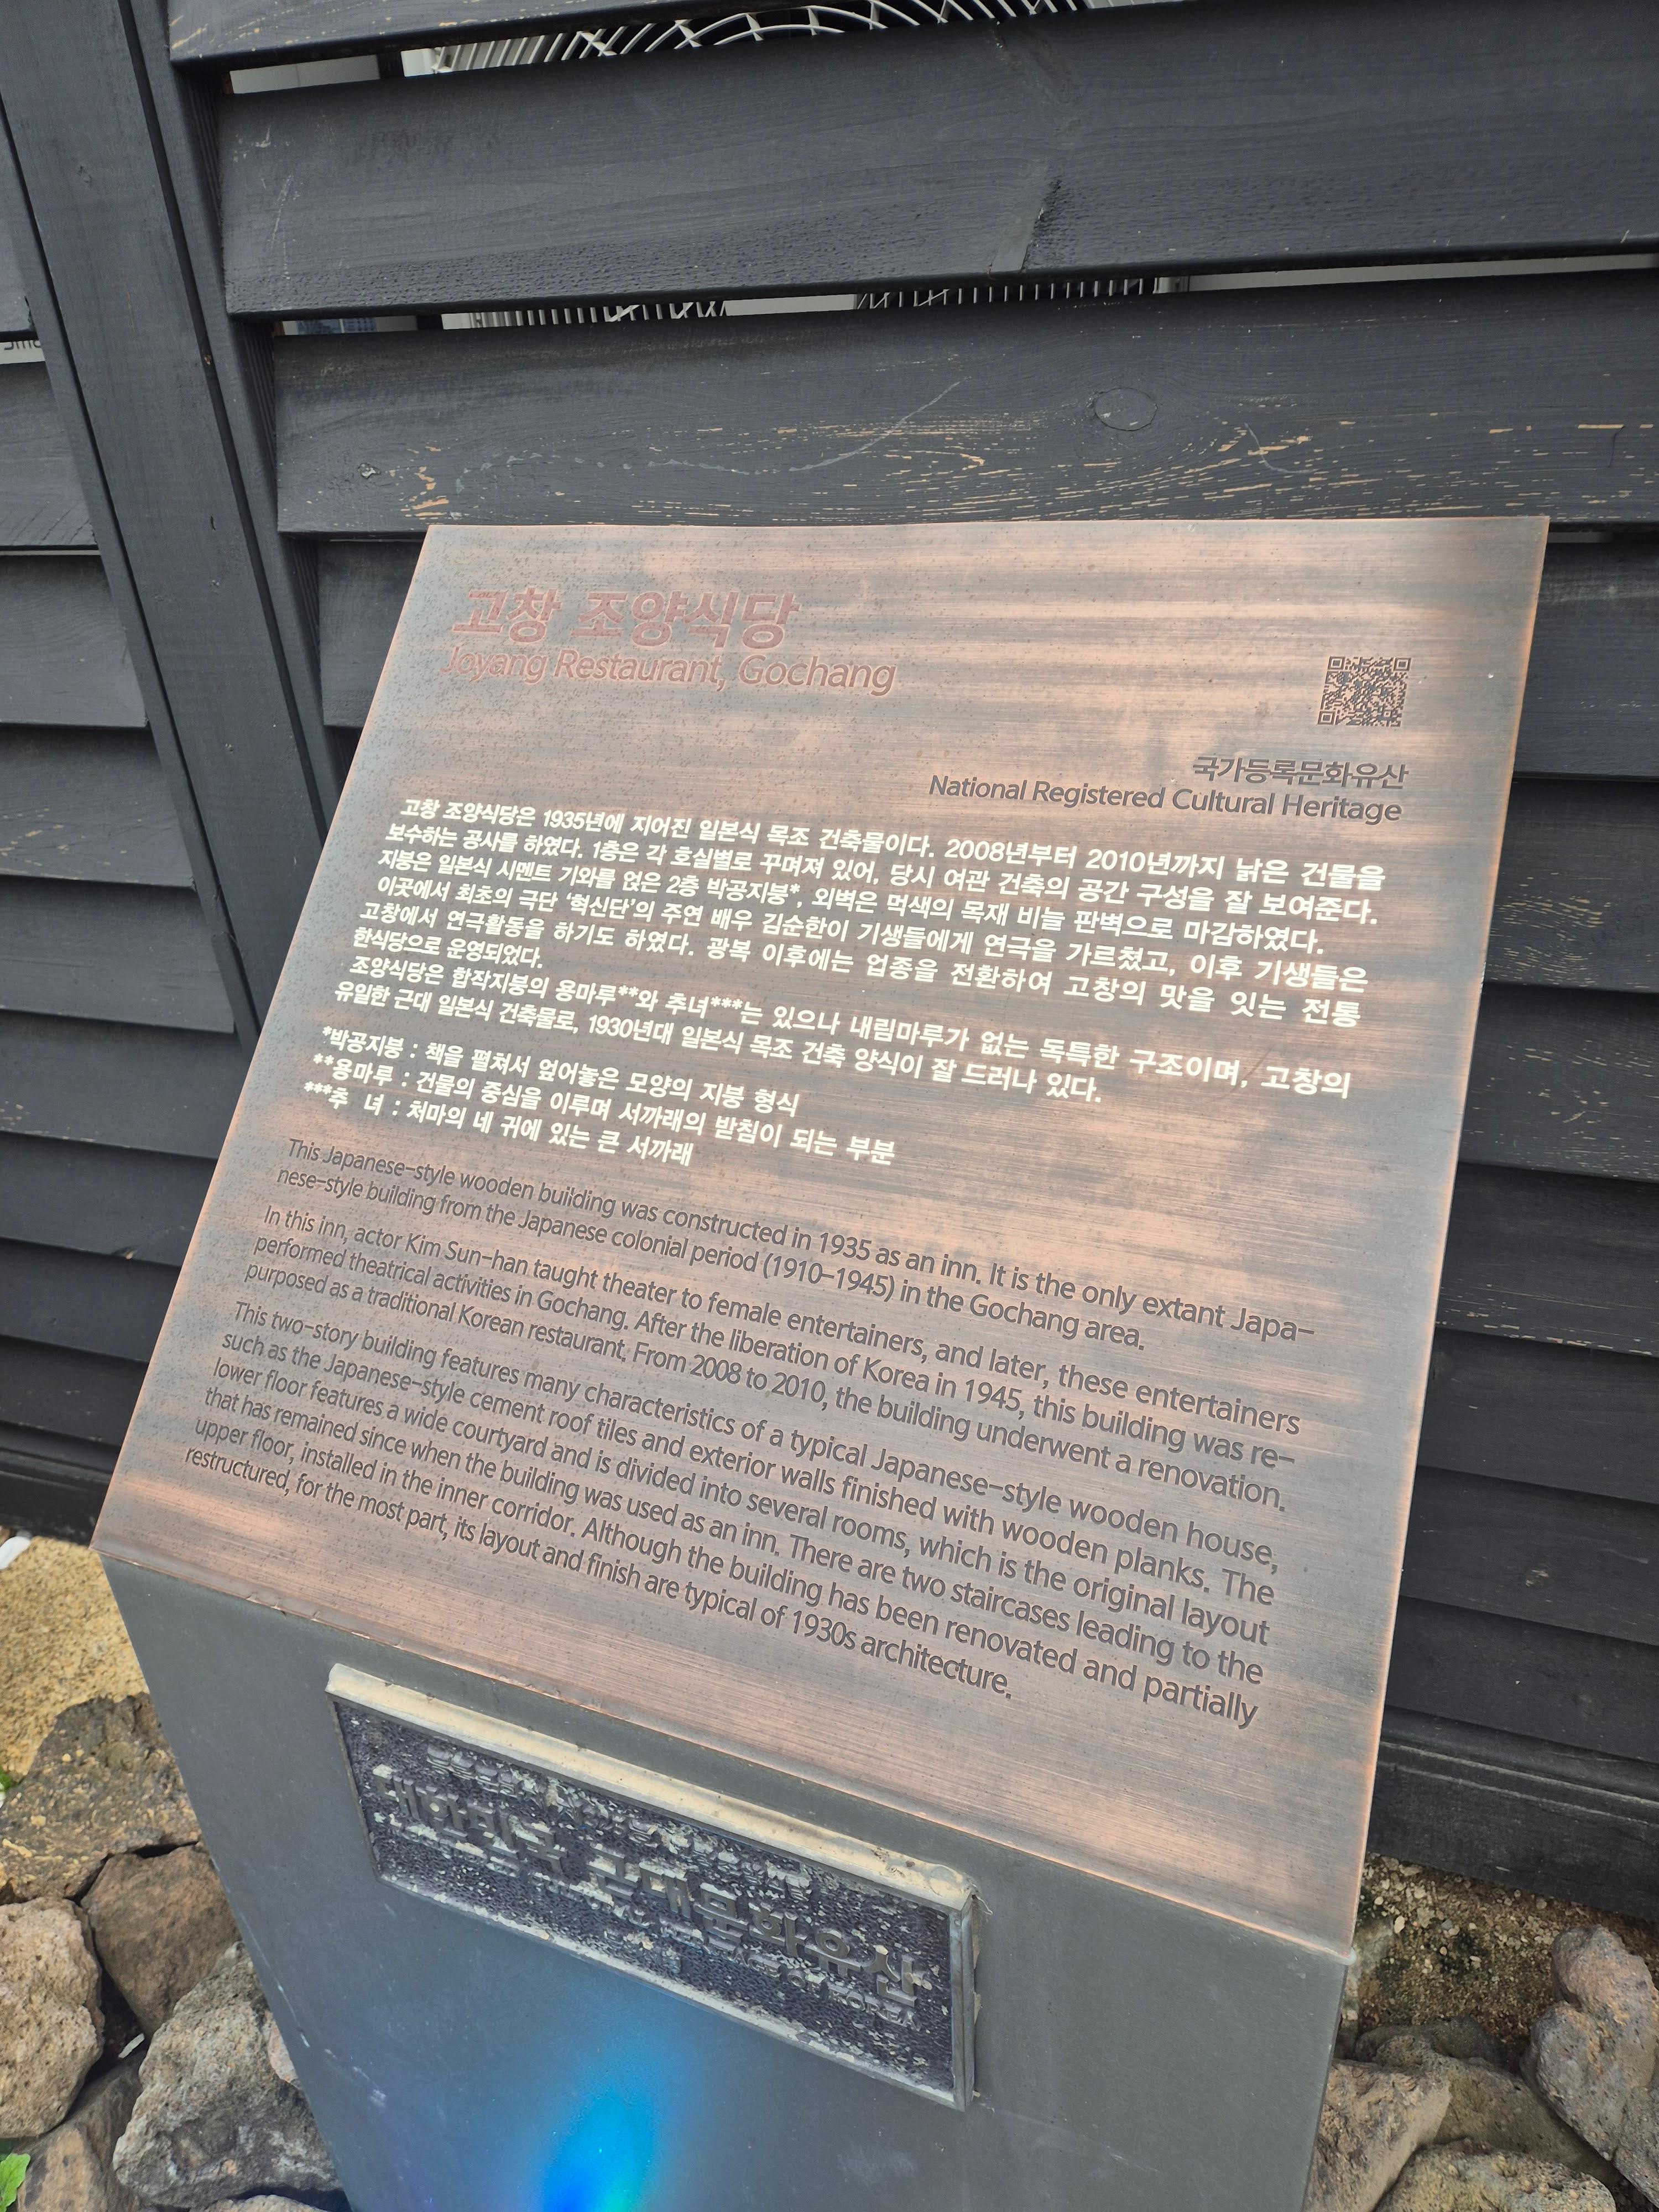 고창 조양식당
Joyang Restaurant, Gochang
국가등록문화유산
National Registered Cultural Heritage
고창 조양식당은 1935년에 지어진 일본식 목조 건축물이다. 2008년부터 2010년까지 낡은 건물을
보수하는 공사를 하였다. 1층은 각 호실별로 꾸며져 있어, 당시 여관 건축의 공간 구성을 잘 보여준다.
지붕은 일본식 시멘트 기와를 얹은 2층 박공지붕*, 외벽은 먹색의 목재 비늘 판벽으로 마감하였다.
이곳에서 최초의 극단 '혁신단'의 주연 배우 김순한이 기생들에게 연극을 가르쳤고, 이후 기생들은
고창에서 연극활동을 하기도 하였다. 광복 이후에는 업종을 전환하여 고창의 맛을 잇는 전통
한식당으로 운영되었다.
조양식당은 합작지붕의 용마루**와 추녀***는 있으나 내림마루가 없는 독특한 구조이며, 고창의
유일한 근대 일본식 건축물로, 1930년대 일본식 목조 건축 양식이 잘 드러나 있다.
*박공지붕 : 책을 펼쳐서 엎어놓은 모양의 지붕 형식
**용마루 : 건물의 중심을 이루며 서까래의 받침이 되는 부분
***추 녀 : 처마의 네 귀에 있는 큰 서까래
This Japanese-style wooden building was constructed in 1935 as an inn. It is the only extant Japa-
nese-style building from the Japanese colonial period (1910-1945) in the Gochang area.
In this inn, actor Kim Sun-han taught theater to female entertainers, and later, these entertainers
performed theatrical activities in Gochang. After the liberation of Korea in 1945, this building was re-
purposed as a traditional Korean restaurant. From 2008 to 2010, the building underwent a renovation.
This two-story building features many characteristics of a typical Japanese-style wooden house,
such as the Japanese-style cement roof tiles and exterior walls finished with wooden planks. The
lower floor features a wide courtyard and is divided into several rooms, which is the original layout
that has remained since when the building was used as an inn. There are two staircases leading to the
upper floor, installed in the inner corridor. Although the building has been renovated and partially
restructured, for the most part, its layout and finish are typical of 1930s architecture.
대한민국 근대문화유산